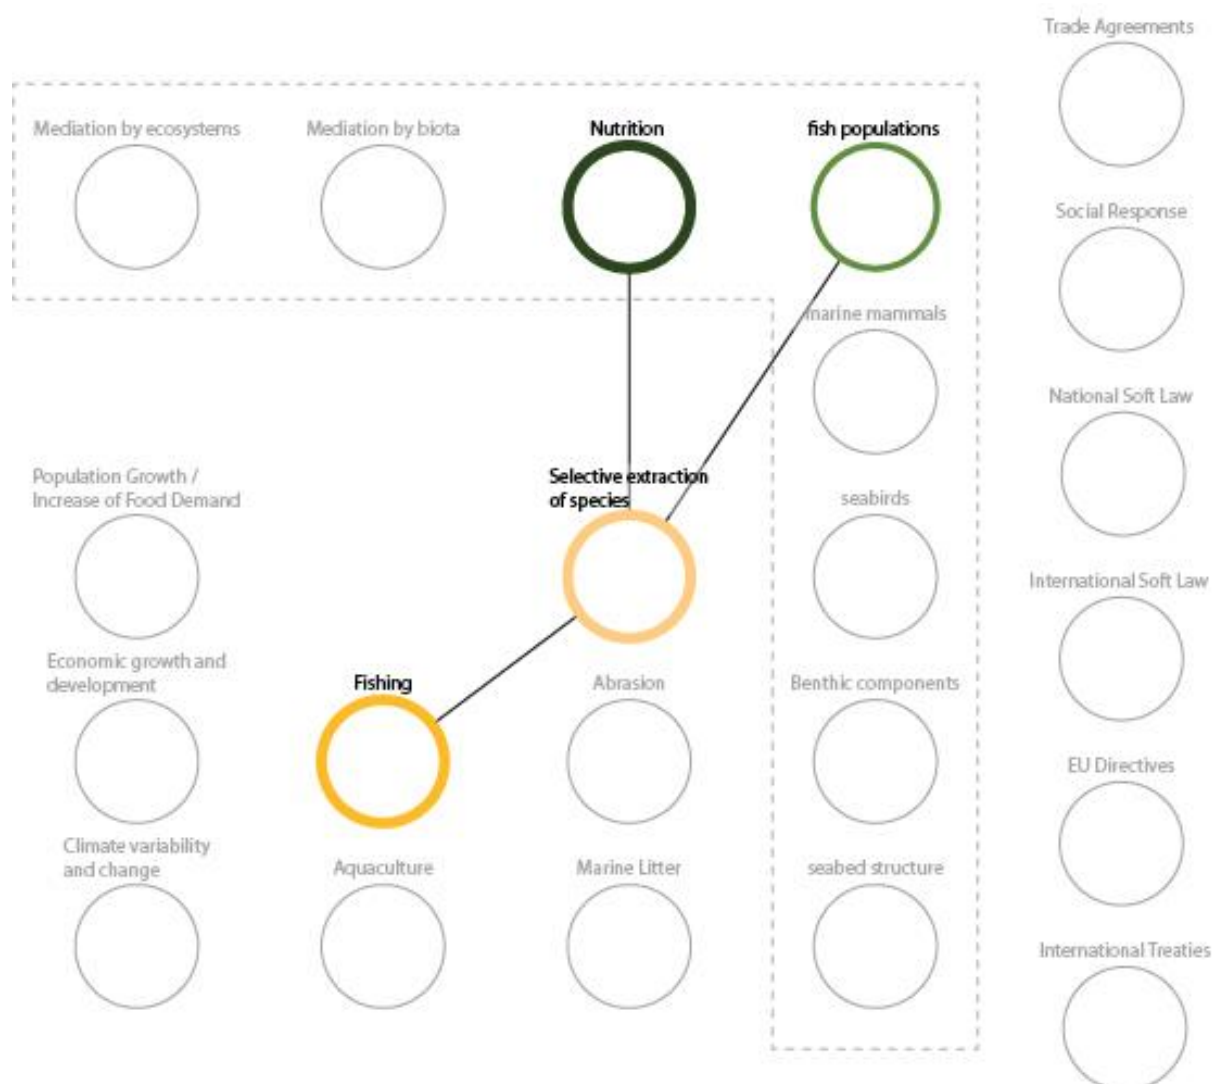 Trade Agreements
Mediation by ecosystems
Mediation by biota
Nutrition
fish populations
Social Response
marine mammals
National Soft Law
Population Growth /
Increase of Food Demand
Selective extraction
of species
seabirds
International Soft Law
Economic growth and
development
Fishing
Abrasion
Benthic components
EU Directives
Climate variability
and change
Aquaculture
Marine Litter
seabed structure
International Treaties